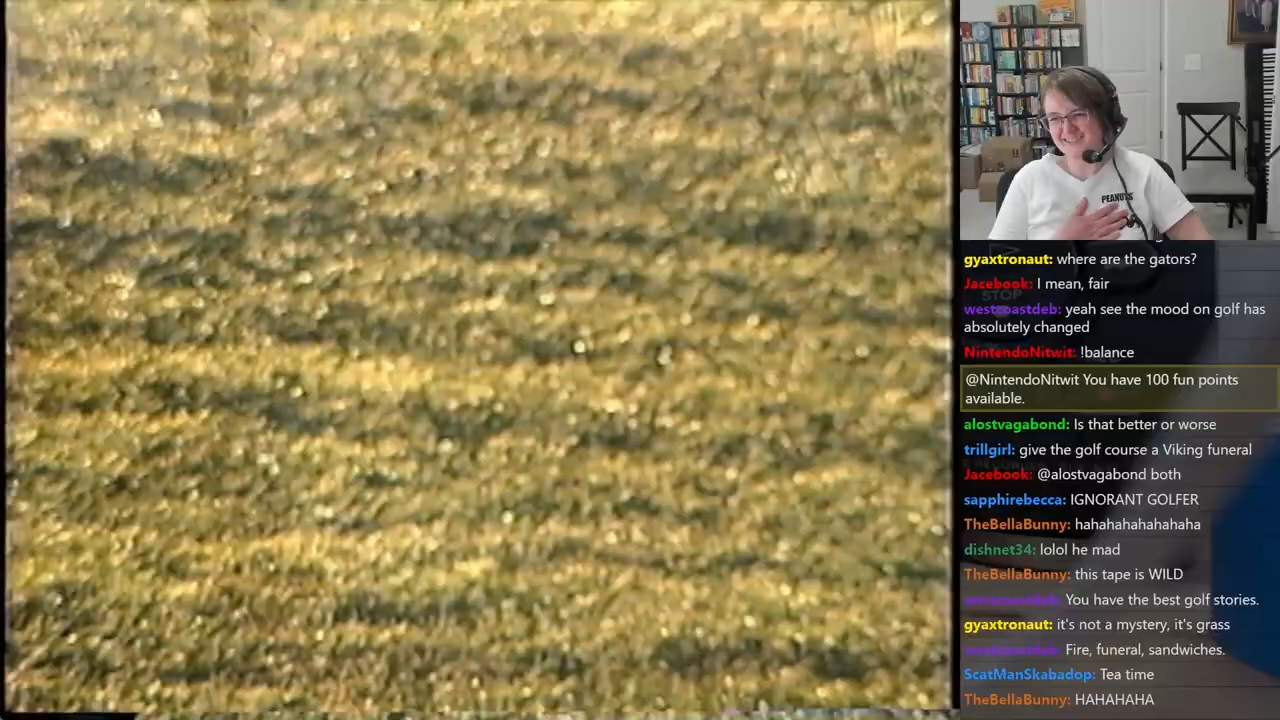 PEANUTS
gyaxtronaut: where are the gators?
Jacebook: I mean, fair
STOP
westcoastdeb: yeah see the mood on golf has
absolutely changed
NintendoNitwit: !balance
@NintendoNitwit You have 100 fun points
available.
alostvagabond: Is that better or worse
trillgirl: give the golf course a Viking funeral
Jacebook: @alostvagabond both
sapphirebecca: IGNORANT GOLFER
TheBellaBunny: hahahahahahahaha
dishnet34: lolol he mad
TheBellaBunny: this tape is WILD
westcoastdeb: You have the best golf stories.
gyaxtronaut: it's not a mystery, it's grass
westcoastdeb: Fire, funeral, sandwiches.
ScatManSkabadop: Tea time
TheBellaBunny: HAHAHAHA